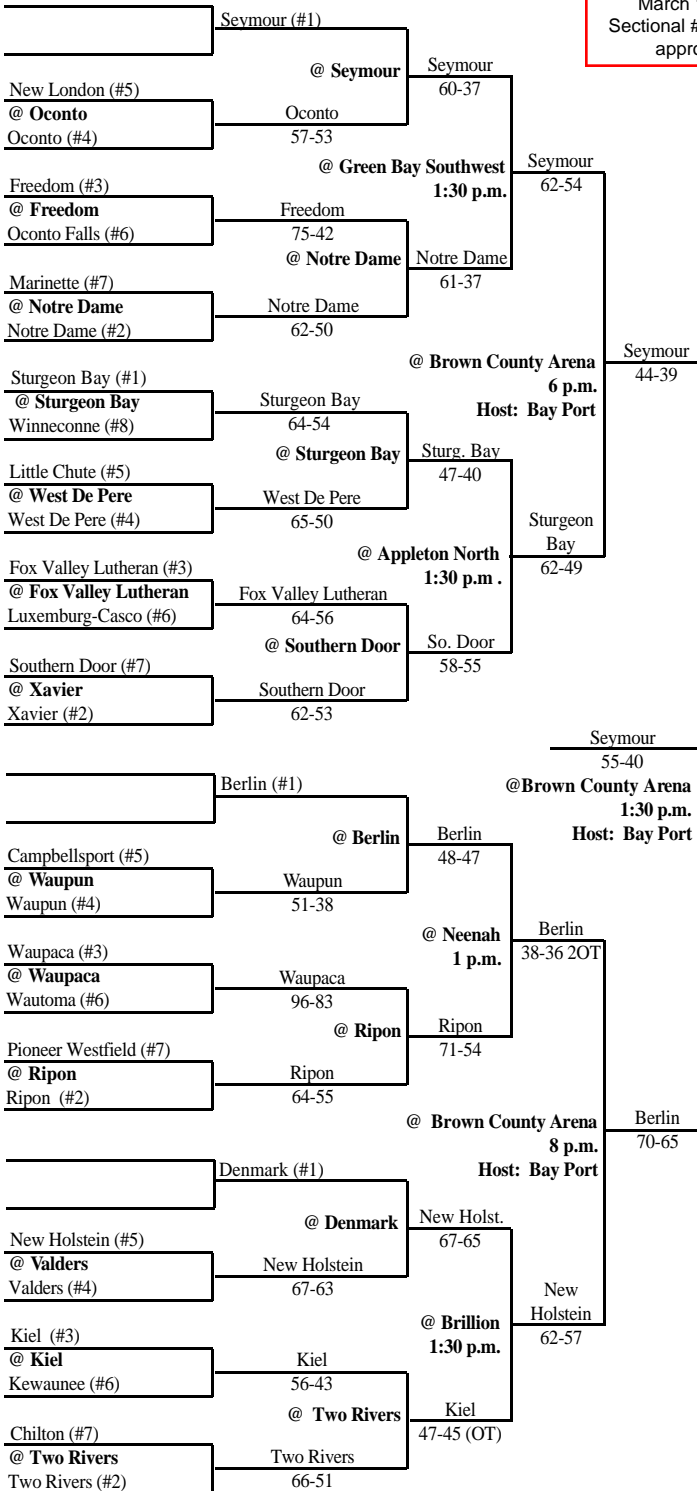 March
Sectional #
appro
Seymour (#1)
@ Seymour
Seymour
60-37
New London (#5)
@ Oconto
Oconto (#4)
Oconto
57-53
@ Green Bay Southwest
1:30 p.m.
Seymour
62-54
Freedom (#3)
@ Freedom
Oconto Falls (#6)
Freedom
75-42
@ Notre Dame
Notre Dame
61-37
Marinette (#7)
@ Notre Dame
Notre Dame (#2)
Notre Dame
62-50
@ Brown County Arena
6 p.m.
Host: Bay Port
Seymour
44-39
Sturgeon Bay (#1)
@ Sturgeon Bay
Winneconne (#8)
Sturgeon Bay
64-54
@ Sturgeon Bay
Sturg. Bay
47-40
Little Chute (#5)
@ West De Pere
West De Pere (#4)
West De Pere
65-50
@ Appleton North
1:30 p.m .
Sturgeon
Bay
62-49
Fox Valley Lutheran (#3)
@ Fox Valley Lutheran
Luxemburg-Casco (#6)
Fox Valley Lutheran
64-56
@ Southern Door
So. Door
58-55
Southern Door (#7)
@ Xavier
Xavier (#2)
Southern Door
62-53
Seymour
55-40
@Brown County Arena
1:30 p.m.
Host: Bay Port
Berlin (#1)
@ Berlin
Berlin
48-47
Campbellsport (#5)
@ Waupun
Waupun (#4)
Waupun
51-38
@ Neenah
1 p.m.
Berlin
38-36 2OT
Waupaca (#3)
@ Waupaca
Wautoma (#6)
Waupaca
96-83
@ Ripon
Ripon
71-54
Pioneer Westfield (#7)
@ Ripon
Ripon (#2)
Ripon
64-55
@ Brown County Arena
8 p.m.
Host: Bay Port
Berlin
70-65
Denmark (#1)
@ Denmark
New Holst.
67-65
New Holstein (#5)
@ Valders
Valders (#4)
New Holstein
67-63
@ Brillion
1:30 p.m.
New
Holstein
62-57
Kiel (#3)
@ Kiel
Kewaunee (#6)
Kiel
56-43
@ Two Rivers
Kiel
47-45 (OT)
Chilton (#7)
@ Two Rivers
Two Rivers (#2)
Two Rivers
66-51